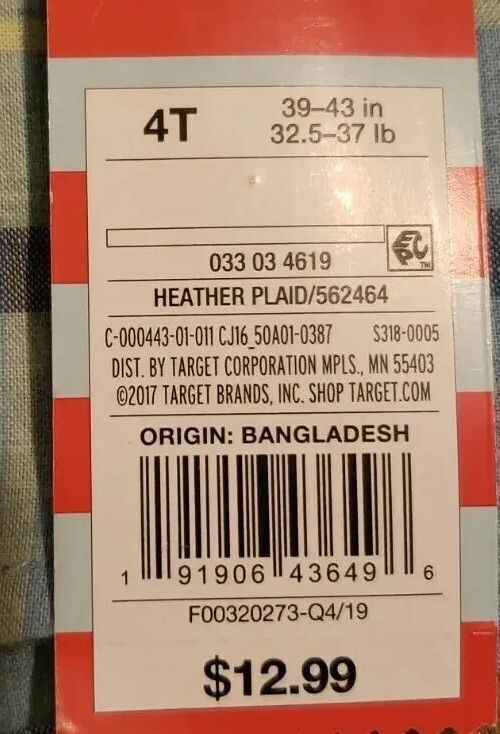 4T
39–43 in
32.5–37 lb
EPC
TM
033 03 4619
HEATHER PLAID/562464
C-000443-01-011 CJ16_50A01-0387 S318-0005
DIST. BY TARGET CORPORATION MPLS., MN 55403
©2017 TARGET BRANDS, INC. SHOP TARGET.COM
ORIGIN: BANGLADESH
1 91906 43649 6
F00320273-Q4/19
$12.99